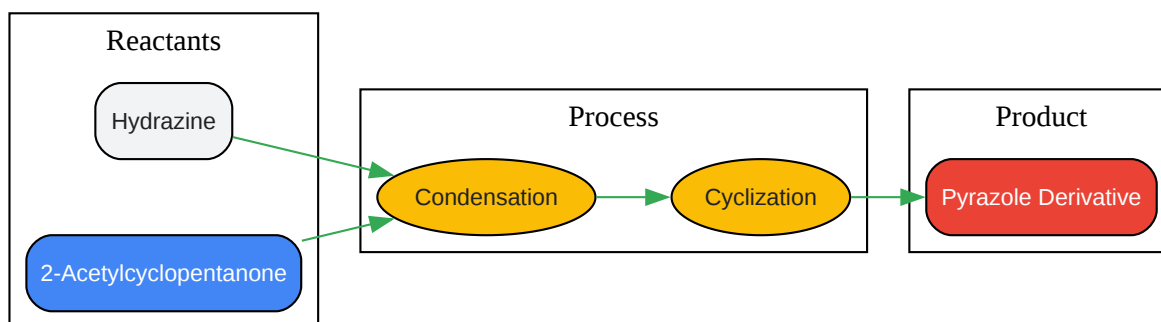 Reactants
Hydrazine
2-Acetylcyclopentanone
Process
Condensation
Cyclization
Product
Pyrazole Derivative